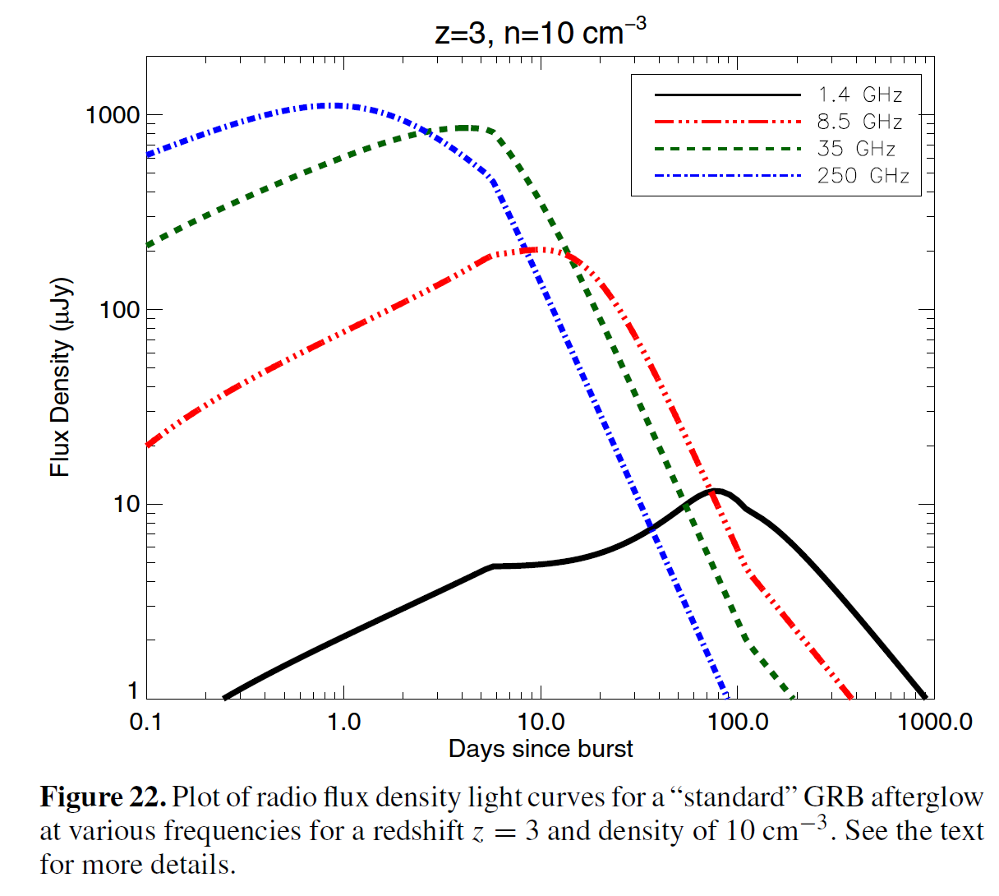 z=3, n=10 cm⁻³
1000
100
10
1
Flux Density (μJy)
1.4 GHz
8.5 GHz
35 GHz
250 GHz
0.1 1.0 10.0 100.0 1000.0
Days since burst
Figure 22. Plot of radio flux density light curves for a “standard” GRB afterglow
at various frequencies for a redshift z = 3 and density of 10 cm⁻³. See the text
for more details.